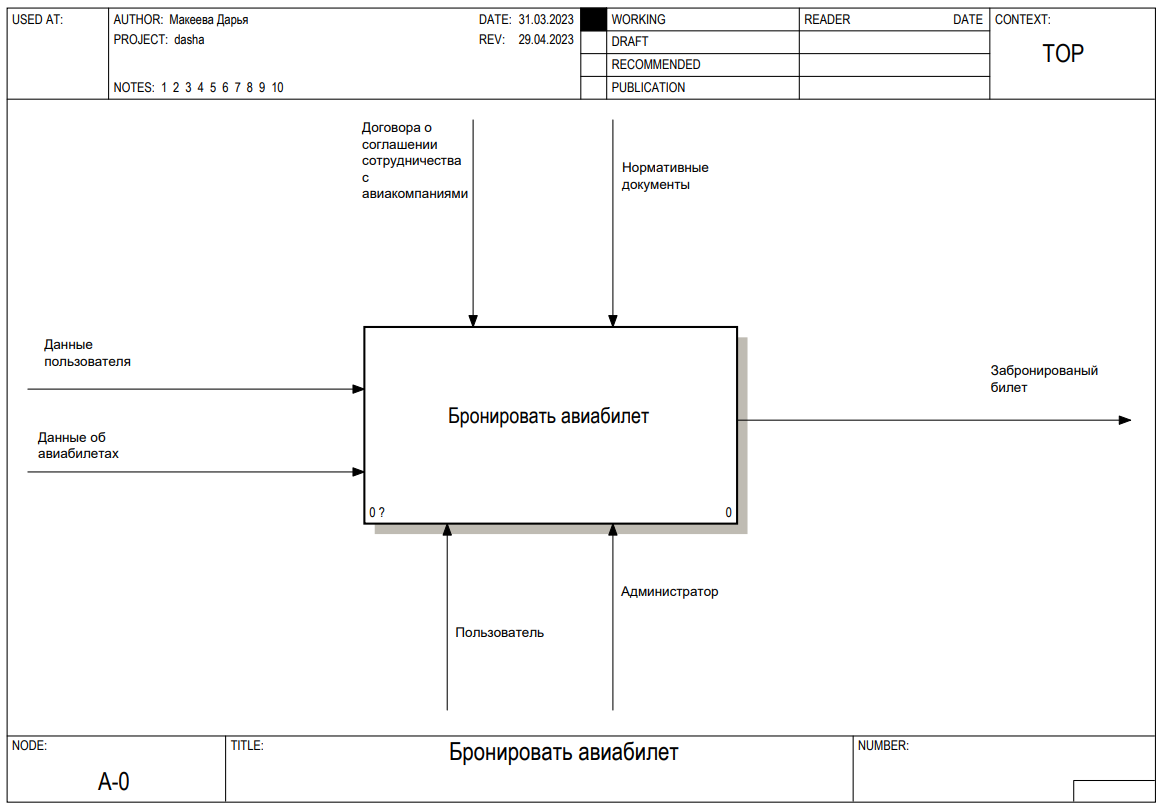 USED AT:
AUTHOR: Макеева Дарья
DATE: 31.03.2023
PROJECT: dasha
REV: 29.04.2023
NOTES: 1 2 3 4 5 6 7 8 9 10
WORKING
DRAFT
RECOMMENDED
PUBLICATION
READER
DATE
CONTEXT:
TOP
Договора о
соглашении
сотрудничества
с
авиакомпаниями
Нормативные
документы
Данные
пользователя
Данные об
авиабилетах
Бронировать авиабилет
0 ?
0
Забронированый
билет
Администратор
Пользователь
NODE:
A-0
TITLE:
Бронировать авиабилет
NUMBER: